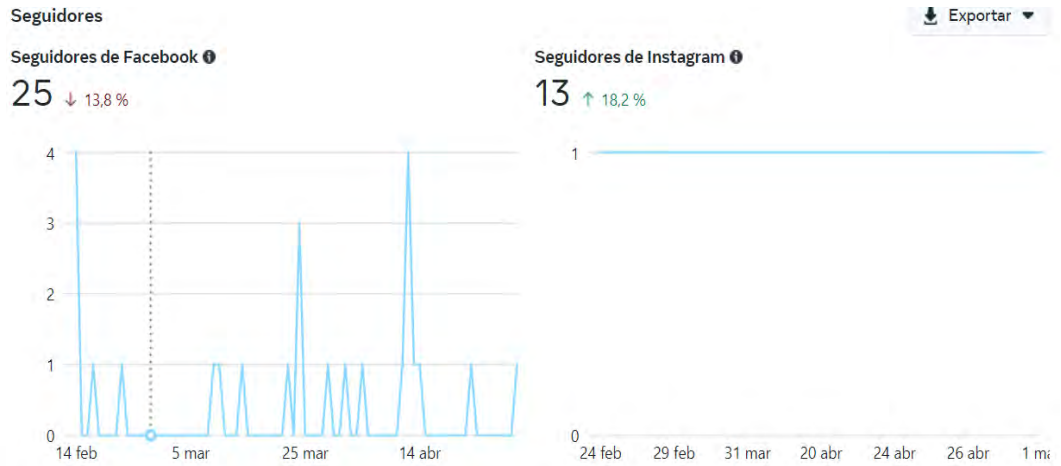 Seguidores
Exportar
Seguidores de Facebook
25 ↓ 13,8 %
4
3
2
1
0
14 feb 5 mar 25 mar 14 abr
Seguidores de Instagram
13 ↑ 18,2 %
1
0
24 feb 29 feb 31 mar 20 abr 24 abr 26 abr 1 ma